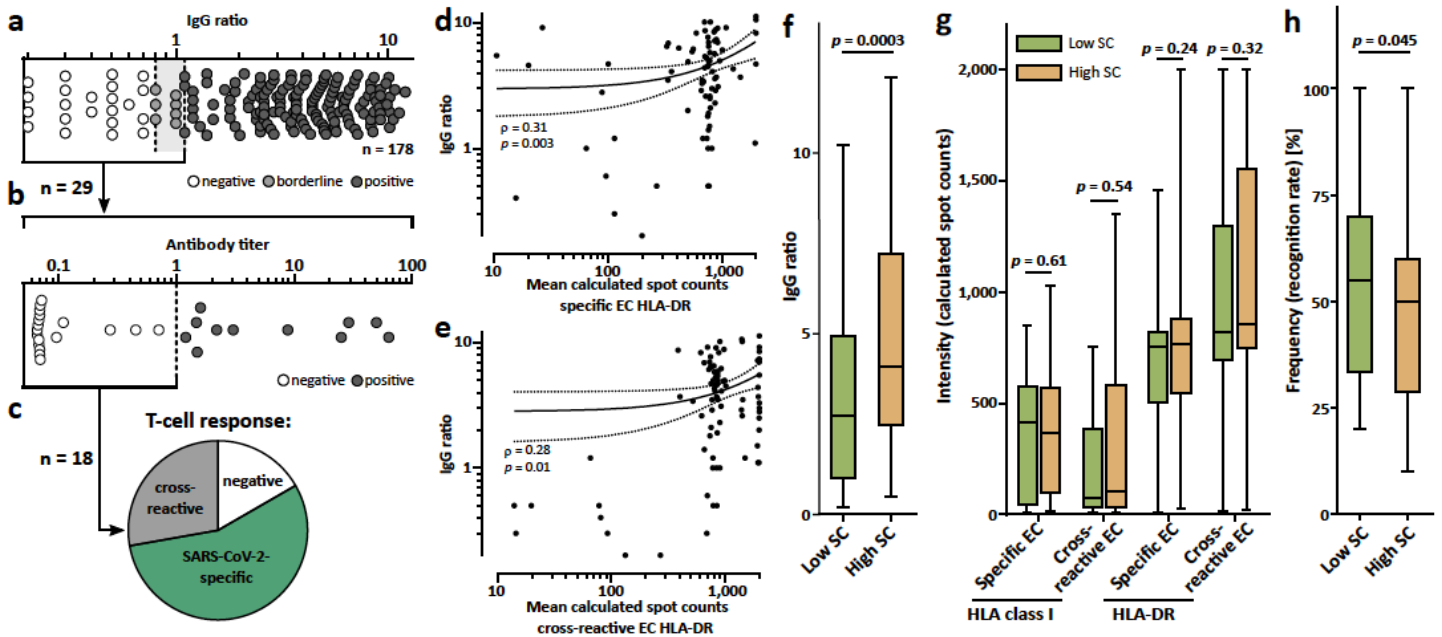 a
IgG ratio
1
10
n = 178
n = 29
negative
borderline
positive
b
Antibody titer
0.1
1
10
100
negative
positive
c
T-cell response:
n = 18
cross-
reactive
negative
SARS-CoV-2-
specific
d
IgG ratio
10
1
ρ = 0.31
p = 0.003
10
100
1,000
Mean calculated spot counts
specific EC HLA-DR
e
IgG ratio
10
1
ρ = 0.28
p = 0.01
10
100
1,000
Mean calculated spot counts
cross-reactive EC HLA-DR
f
p = 0.0003
IgG ratio
10
5
0
Low SC
High SC
g
Low SC
High SC
Intensity (calculated spot counts)
2,000
1,500
1,000
500
0
p = 0.61
p = 0.54
p = 0.24
p = 0.32
Specific EC
Cross-
reactive EC
Specific EC
Cross-
reactive EC
HLA class I
HLA-DR
h
p = 0.045
Frequency (recognition rate) [%]
100
75
50
25
0
Low SC
High SC